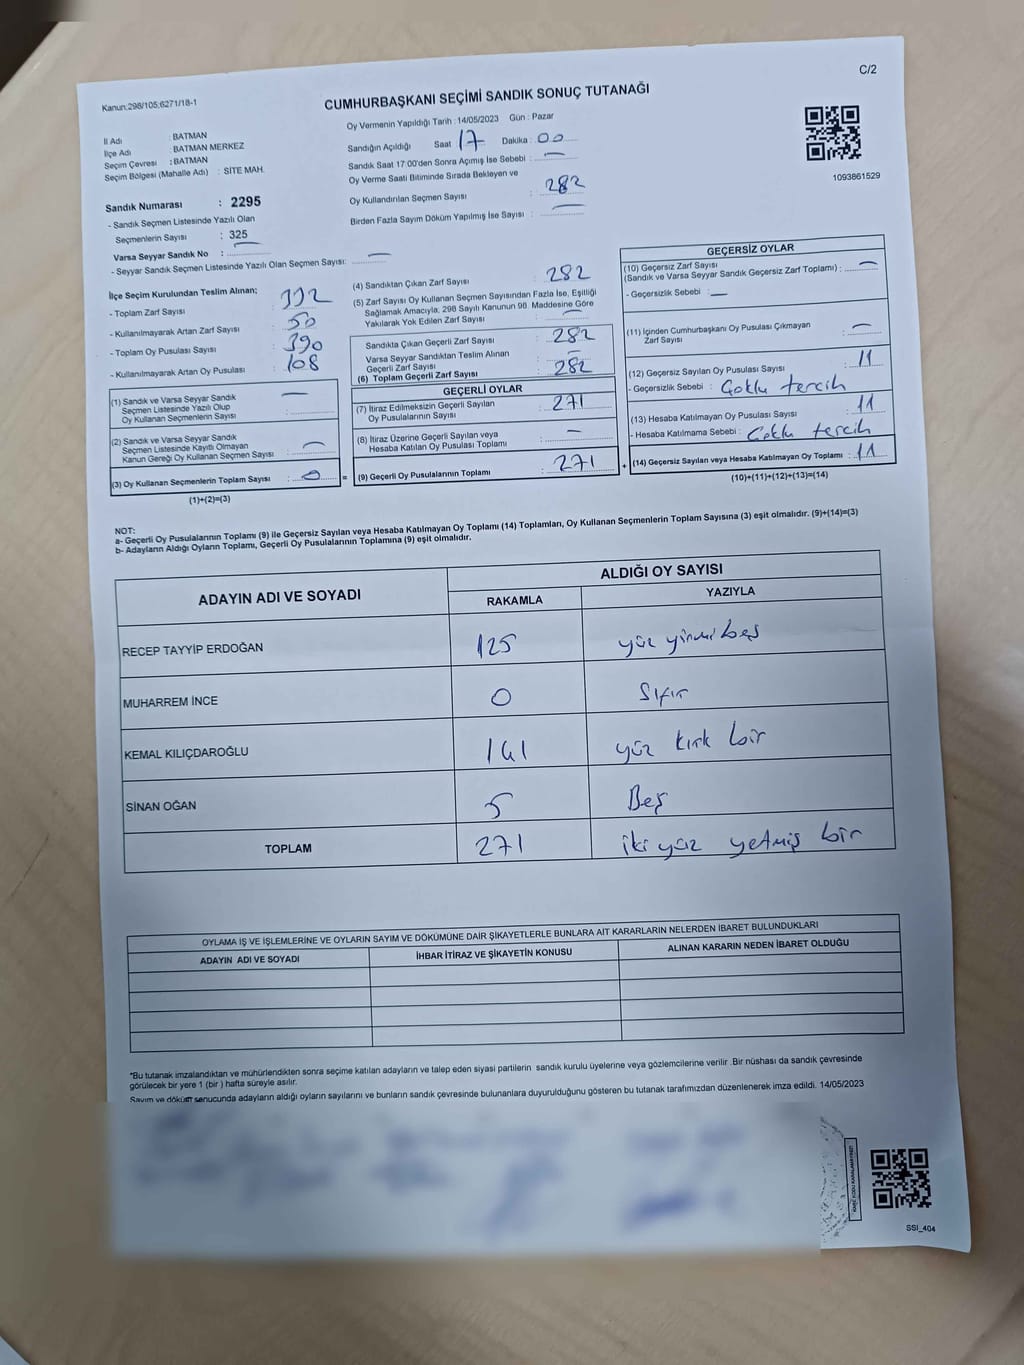 C/2
Kanun:298/105;6271/18-1
CUMHURBAŞKANI SEÇİMİ SANDIK SONUÇ TUTANAĞI
Oy Vermenin Yapıldığı Tarih : 14/05/2023 Gün : Pazar
İl Adı : BATMAN
İlçe Adı : BATMAN MERKEZ
Seçim Çevresi : BATMAN
Seçim Bölgesi (Mahalle Adı) : SİTE MAH.
Sandığın Açıldığı Saat 17 Dakika : 00
Sandık Saat 17:00'den Sonra Açımış İse Sebebi : —
Oy Verme Saati Bitiminde Sırada Bekleyen ve
Oy Kullandırılan Seçmen Sayısı : 282
Birden Fazla Sayım Döküm Yapılmış İse Sayısı : —
1093861529
Sandık Numarası : 2295
- Sandık Seçmen Listesinde Yazılı Olan
Seçmenlerin Sayısı : 325
Varsa Seyyar Sandık No :
- Seyyar Sandık Seçmen Listesinde Yazılı Olan Seçmen Sayısı: —
İlçe Seçim Kurulundan Teslim Alınan;
- Toplam Zarf Sayısı : 332
- Kullanılmayarak Artan Zarf Sayısı : 50
- Toplam Oy Pusulası Sayısı : 390
- Kullanılmayarak Artan Oy Pusulası : 108
(4) Sandıktan Çıkan Zarf Sayısı : 282
(5) Zarf Sayısı Oy Kullanan Seçmen Sayısından Fazla İse, Eşitliği
Sağlamak Amacıyla, 298 Sayılı Kanunun 98. Maddesine Göre
Yakılarak Yok Edilen Zarf Sayısı : —
Sandıkta Çıkan Geçerli Zarf Sayısı : 282
Varsa Seyyar Sandıktan Teslim Alınan
Geçerli Zarf Sayısı : —
(6) Toplam Geçerli Zarf Sayısı : 282
GEÇERSİZ OYLAR
(10) Geçersiz Zarf Sayısı
(Sandık ve Varsa Seyyar Sandık Geçersiz Zarf Toplamı) : —
- Geçersizlik Sebebi : —
(11) İçinden Cumhurbaşkanı Oy Pusulası Çıkmayan
Zarf Sayısı : —
(12) Geçersiz Sayılan Oy Pusulası Sayısı : 11
- Geçersizlik Sebebi : Çoklu tercih
(13) Hesaba Katılmayan Oy Pusulası Sayısı : 11
- Hesaba Katılmama Sebebi : Çoklu tercih
(14) Geçersiz Sayılan veya Hesaba Katılmayan Oy Toplamı : 11
(10)+(11)+(12)+(13)=(14)
(1) Sandık ve Varsa Seyyar Sandık
Seçmen Listesinde Yazılı Olup
Oy Kullanan Seçmenlerin Sayısı : —
(2) Sandık ve Varsa Seyyar Sandık
Seçmen Listesinde Kayıtlı Olmayan
Kanun Gereği Oy Kullanan Seçmen Sayısı : —
(3) Oy Kullanan Seçmenlerin Toplam Sayısı : 0 =
(1)+(2)=(3)
GEÇERLİ OYLAR
(7) İtiraz Edilmeksizin Geçerli Sayılan
Oy Pusulalarının Sayısı : 271
(8) İtiraz Üzerine Geçerli Sayılan veya
Hesaba Katılan Oy Pusulası Toplamı : —
(9) Geçerli Oy Pusulalarının Toplamı : 271 +
NOT:
a- Geçerli Oy Pusulalarının Toplamı (9) ile Geçersiz Sayılan veya Hesaba Katılmayan Oy Toplamı (14) Toplamları, Oy Kullanan Seçmenlerin Toplam Sayısına (3) eşit olmalıdır. (9)+(14)=(3)
b- Adayların Aldığı Oyların Toplamı, Geçerli Oy Pusulalarının Toplamına (9) eşit olmalıdır.
ADAYIN ADI VE SOYADI ALDIĞI OY SAYISI
RAKAMLA YAZIYLA
RECEP TAYYİP ERDOĞAN 125 yüz yirmi beş
MUHARREM İNCE 0 Sıfır
KEMAL KILIÇDAROĞLU 141 yüz kırk bir
SİNAN OĞAN 5 Beş
TOPLAM 271 iki yüz yetmiş bir
OYLAMA İŞ VE İŞLEMLERİNE VE OYLARIN SAYIM VE DÖKÜMÜNE DAİR ŞİKAYETLERLE BUNLARA AİT KARARLARIN NELERDEN İBARET BULUNDUKLARI
ADAYIN ADI VE SOYADI İHBAR İTİRAZ VE ŞİKAYETİN KONUSU ALINAN KARARIN NEDEN İBARET OLDUĞU
*Bu tutanak imzalandıktan ve mühürlendikten sonra seçime katılan adayların ve talep eden siyasi partilerin sandık kurulu üyelerine veya gözlemcilerine verilir .Bir nüshası da sandık çevresinde
görülecek bir yere 1 (bir ) hafta süreyle asılır.
Sayım ve döküm sonucunda adayların aldığı oyların sayılarını ve bunların sandık çevresinde bulunanlara duyurulduğunu gösteren bu tutanak tarafımızdan düzenlenerek imza edildi. 14/05/2023
SSI_404